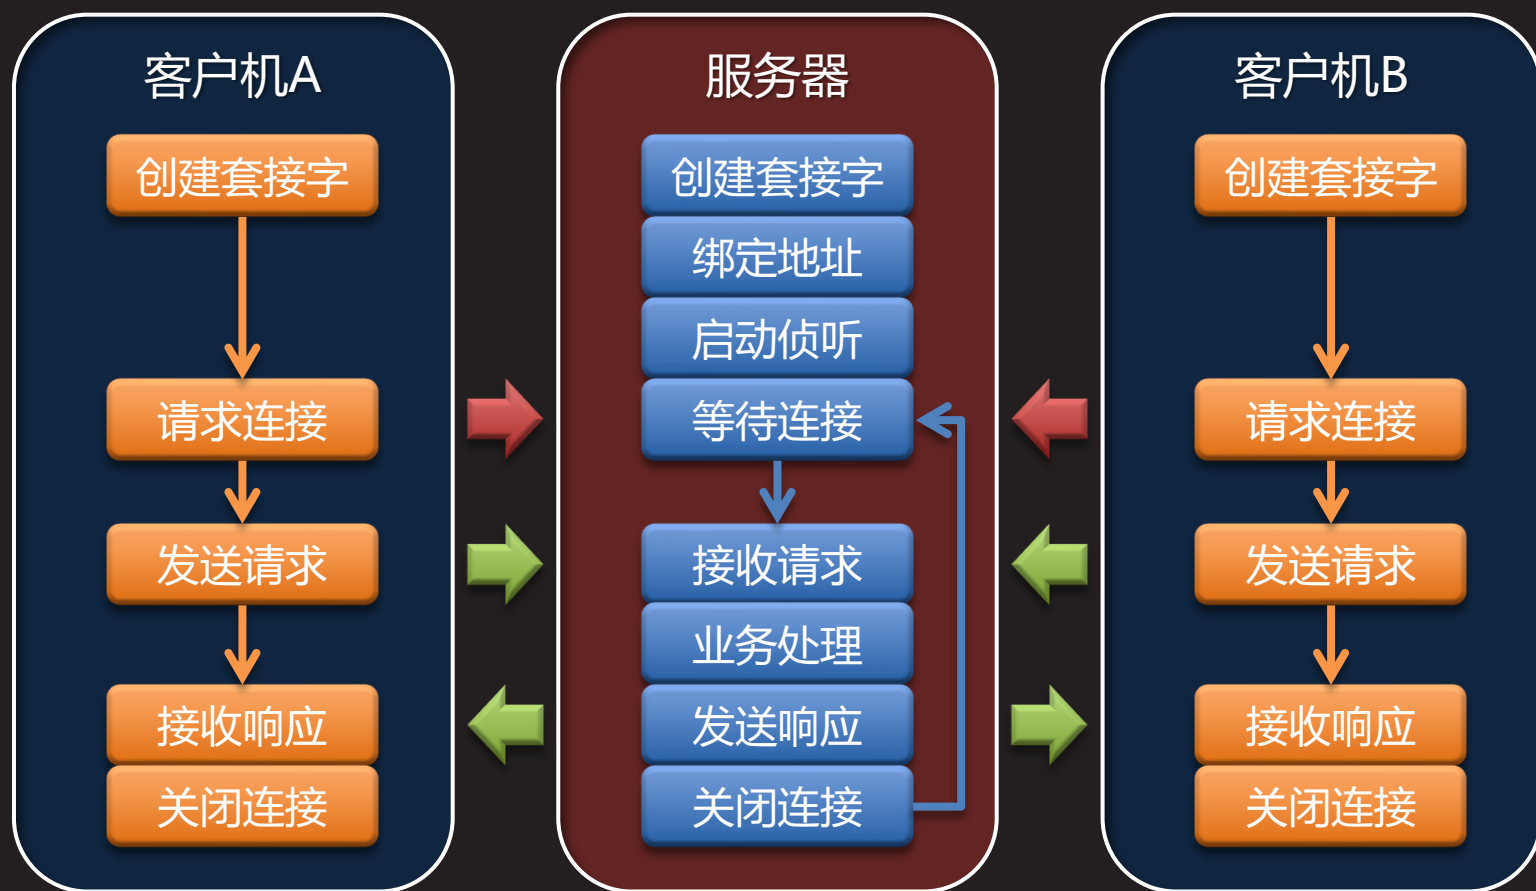 客户机A
创建套接字
请求连接
发送请求
接收响应
关闭连接
服务器
创建套接字
绑定地址
启动侦听
等待连接
接收请求
业务处理
发送响应
关闭连接
客户机B
创建套接字
请求连接
发送请求
接收响应
关闭连接